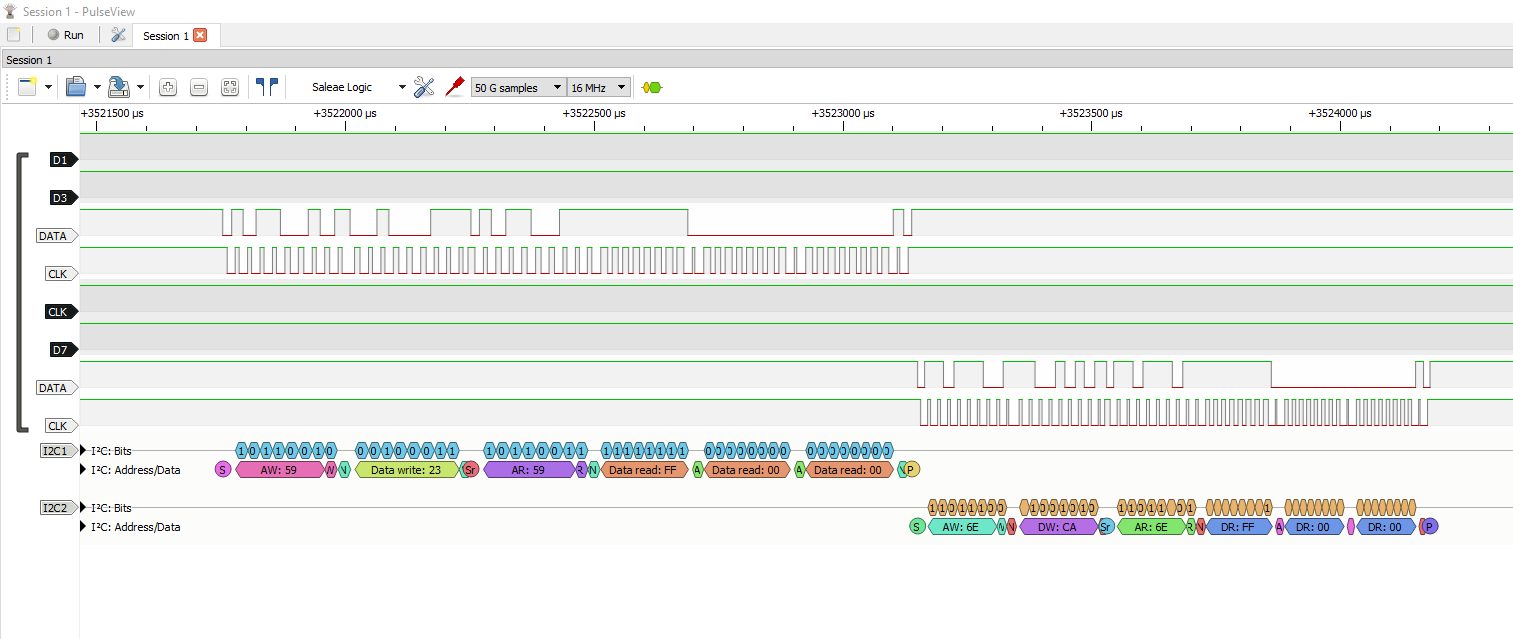 Session 1 - PulseView
Run
Session 1
Session 1
Saleae Logic 50 G samples 16 MHz
+3521500 µs +3522000 µs +3522500 µs +3523000 µs +3523500 µs +3524000 µs
D1
D3
DATA
CLK
CLK
D7
DATA
CLK
I2C1 I²C: Bits 1 0 1 1 0 0 1 0 0 0 1 0 0 0 1 1 1 0 1 1 0 0 1 1 1 1 1 1 1 1 1 1 0 0 0 0 0 0 0 0 0 0 0 0 0 0 0 0
I²C: Address/Data S AW: 59 W N Data write: 23 Sr AR: 59 R N Data read: FF A Data read: 00 A Data read: 00 P
I2C2 I²C: Bits 1 1 0 1 1 1 0 0 1 0 0 1 0 1 0 1 1 0 1 1 1 0 1 1
I²C: Address/Data S AW: 6E W N DW: CA Sr AR: 6E R N DR: FF A DR: 00 DR: 00 P